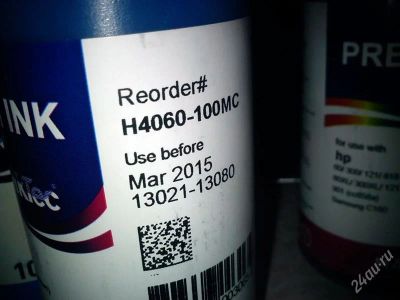 INK
Reorder#
H4060-100MC
Use before
Mar 2015
13021-13080
PRE
for use with
hp
24au.ru